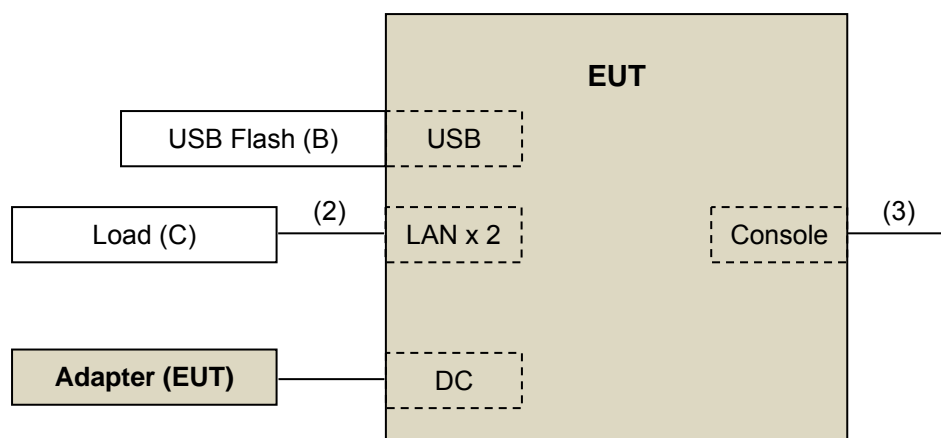 EUT
USB Flash (B)
USB
(2)
(3)
Load (C)
LAN x 2
Console
Adapter (EUT)
DC